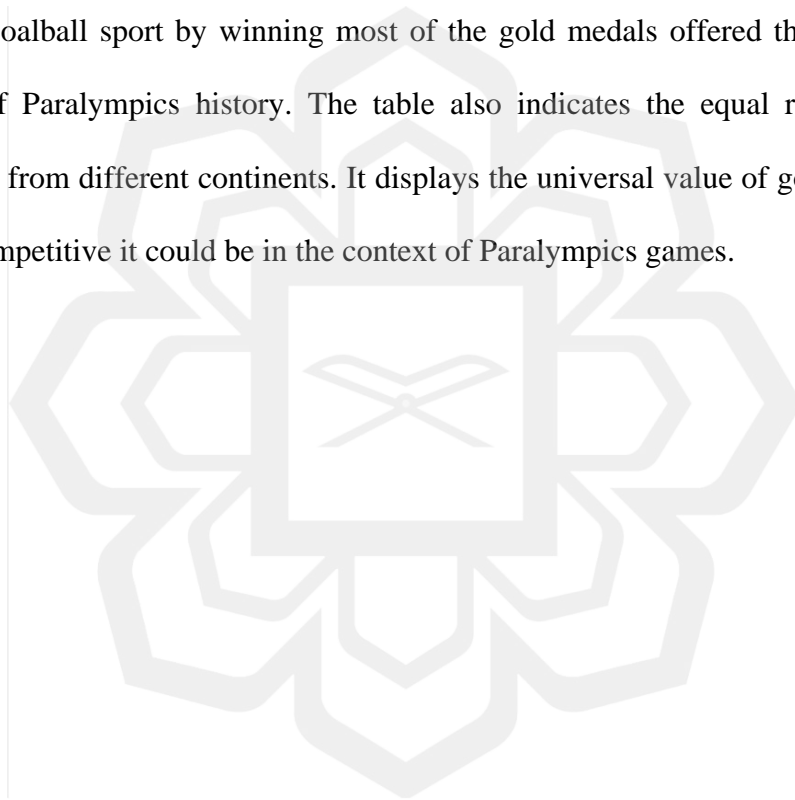 oalball sport by winning most of the gold medals offered th
f Paralympics history. The table also indicates the equal r
from different continents. It displays the universal value of g
mpetitive it could be in the context of Paralympics games.